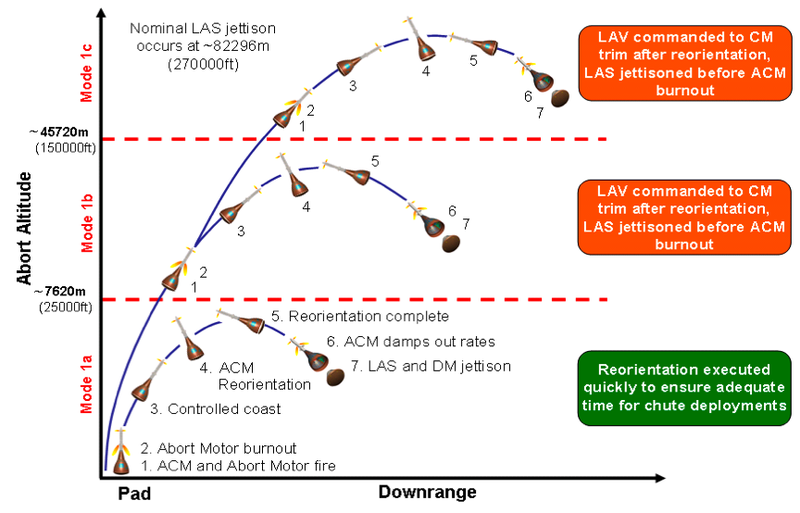 Nominal LAS jettison
occurs at ~82296m
(270000ft)
Mode 1c
1
2
3
4
5
6
7
LAV commanded to CM
trim after reorientation,
LAS jettisoned before ACM
burnout
~45720m
(150000ft)
Abort Altitude
Mode 1b
1
2
3
4
5
6
7
LAV commanded to CM
trim after reorientation,
LAS jettisoned before ACM
burnout
~7620m
(25000ft)
Mode 1a
5. Reorientation complete
6. ACM damps out rates
7. LAS and DM jettison
4. ACM
Reorientation
3. Controlled coast
2. Abort Motor burnout
1. ACM and Abort Motor fire
Reorientation executed
quickly to ensure adequate
time for chute deployments
Pad
Downrange